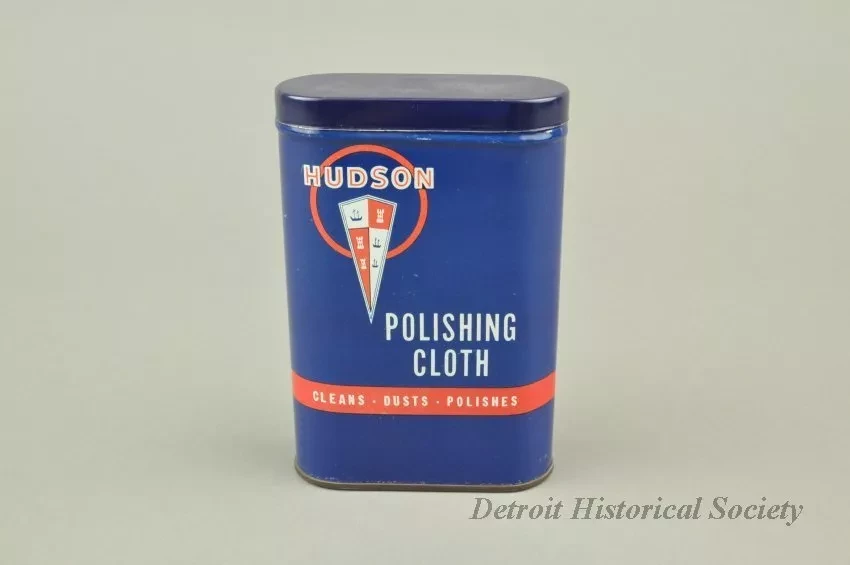 HUDSON
POLISHING
CLOTH
CLEANS · DUSTS · POLISHES
Detroit Historical Society